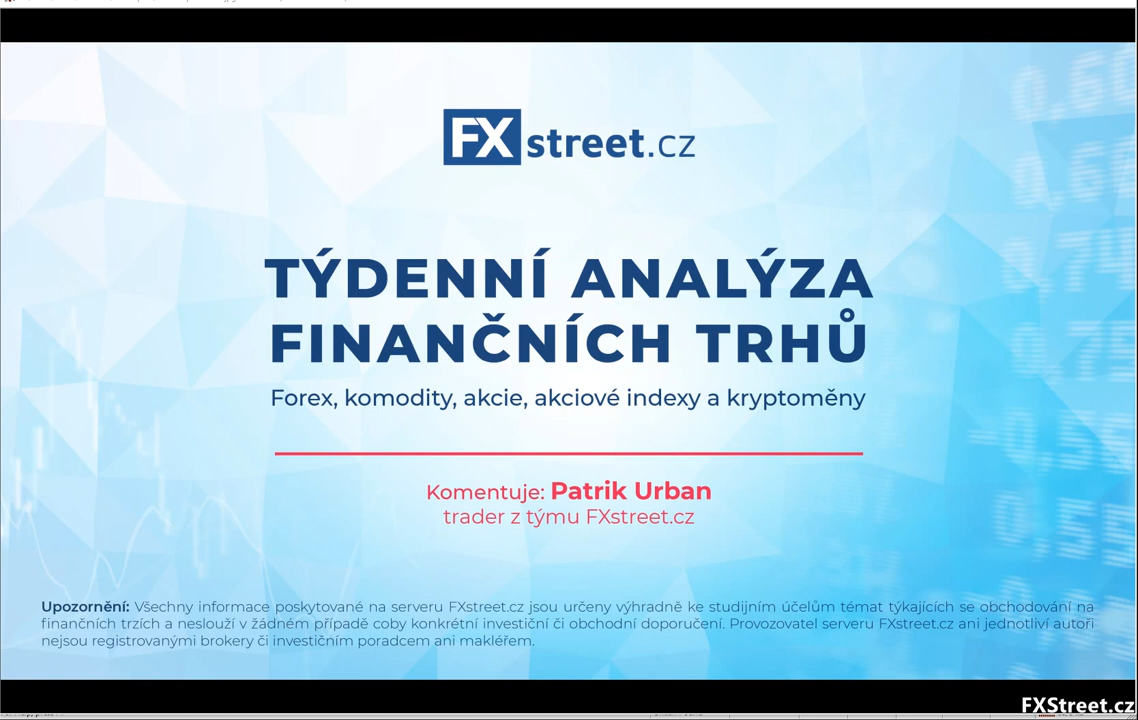 FXstreet.cz
TÝDENNÍ ANALÝZA
FINANČNÍCH TRHŮ
Forex, komodity, akcie, akciové indexy a kryptoměny
Komentuje: Patrik Urban
trader z týmu FXstreet.cz
Upozornění: Všechny informace poskytované na serveru FXstreet.cz jsou určeny výhradně ke studijním účelům témat týkajících se obchodování na
finančních trzích a neslouží v žádném případě coby konkrétní investiční či obchodní doporučení. Provozovatel serveru FXstreet.cz ani jednotliví autoři
nejsou registrovanými brokery či investičním poradcem ani makléřem.
FXStreet.cz